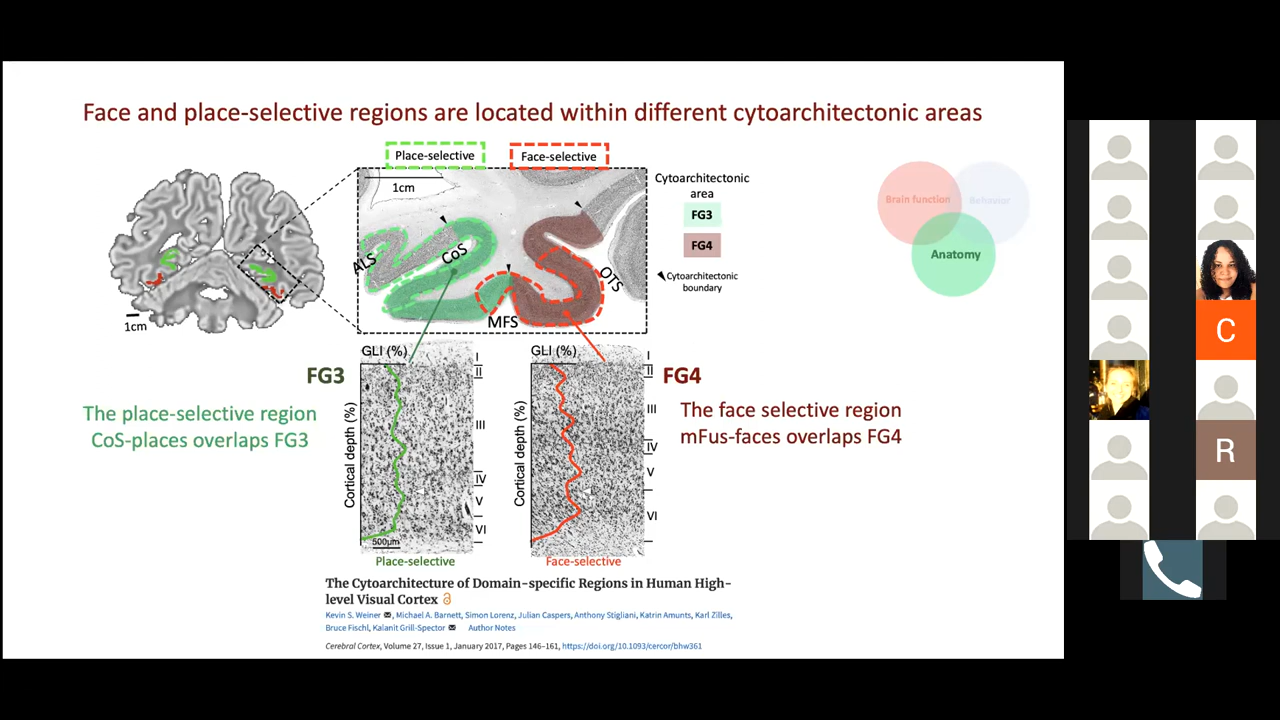 Face and place-selective regions are located within different cytoarchitectonic areas
Place-selective
Face-selective
1cm
Cytoarchitectonic
area
FG3
FG4
Cytoarchitectonic
boundary
ALS
CoS
OTS
MFS
1cm
Brain function
Behavior
Anatomy
FG3
The place-selective region
CoS-places overlaps FG3
GLI (%)
Cortical depth (%)
I
II
III
IV
V
VI
500μm
Place-selective
GLI (%)
Cortical depth (%)
I
II
III
IV
V
VI
Face-selective
FG4
The face selective region
mFus-faces overlaps FG4
The Cytoarchitecture of Domain-specific Regions in Human High-
level Visual Cortex
Kevin S. Weiner, Michael A. Barnett, Simon Lorenz, Julian Caspers, Anthony Stigliani, Katrin Amunts, Karl Zilles,
Bruce Fischl, Kalanit Grill-Spector Author Notes
Cerebral Cortex, Volume 27, Issue 1, January 2017, Pages 146–161, https://doi.org/10.1093/cercor/bhw361
C
R